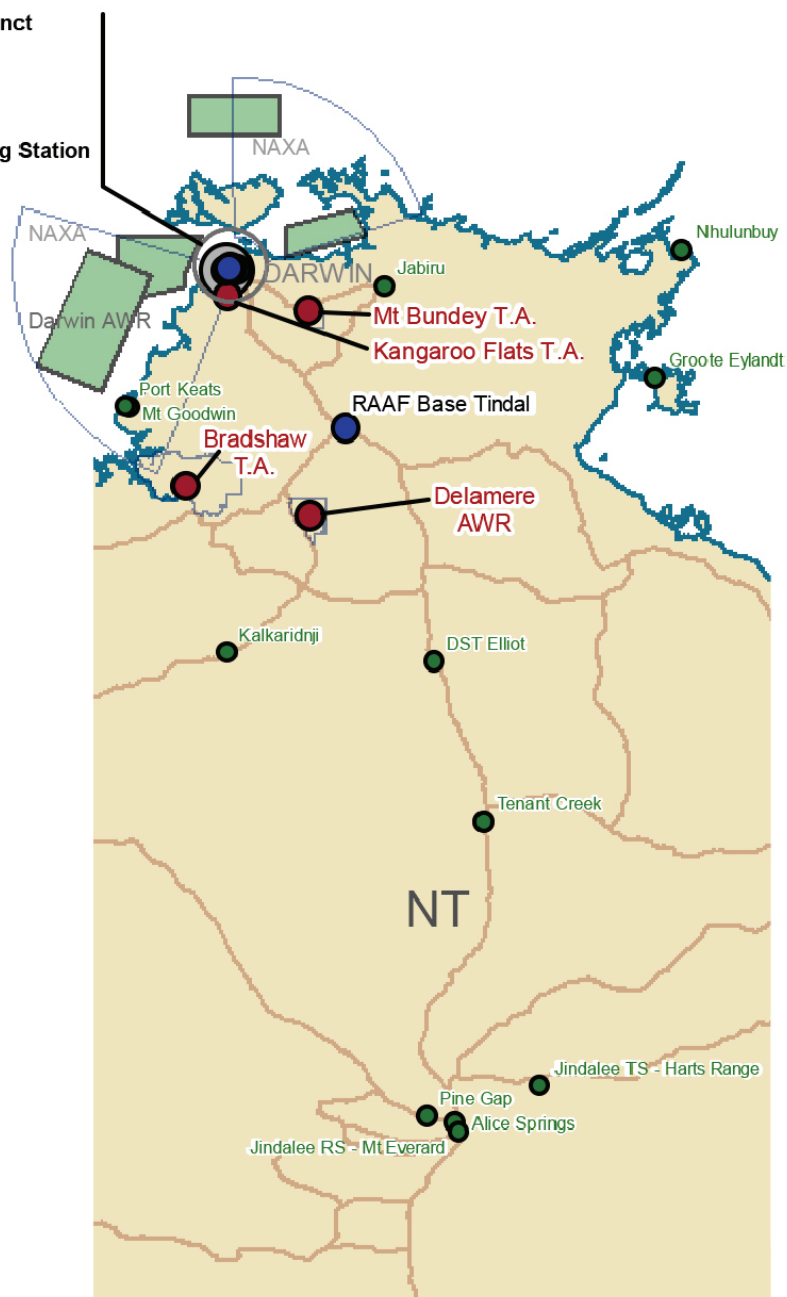 nct
g Station
NAXA
NAXA
Nhulunbuy
DARWIN
Jabiru
Darwin AWR
Mt Bundey T.A.
Kangaroo Flats T.A.
Groote Eylandt
Port Keats
Mt Goodwin
RAAF Base Tindal
Bradshaw
T.A.
Delamere
AWR
Kalkaridnji
DST Elliot
Tenant Creek
NT
Jindalee TS - Harts Range
Pine Gap
Alice Springs
Jindalee RS - Mt Everard